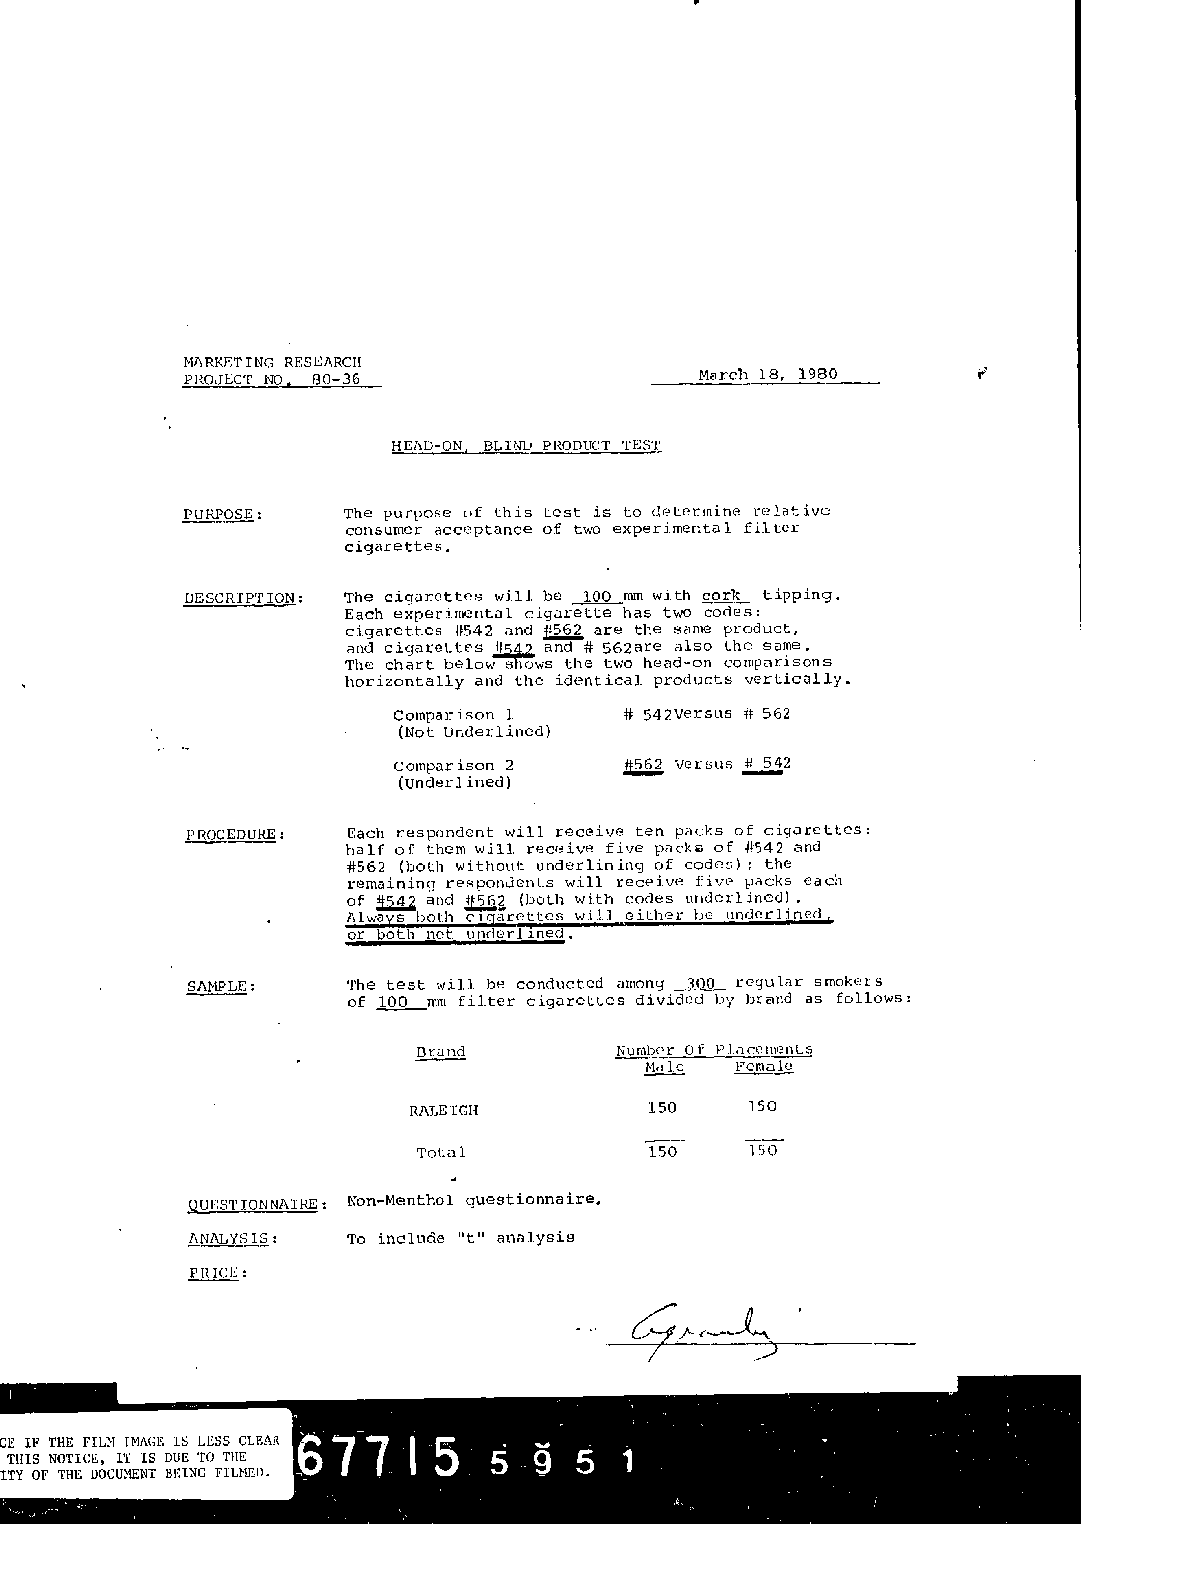 MARKETING RESEARCH
PROJECT NO. 80-36
March 18, 1980
HEAD-ON, BLIND PRODUCT TEST
PURPOSE: The purpose of this test is to determine relative
consumer acceptance of two experimental filter
cigarettes.
DESCRIPTION: The cigarettes will be 100 mm with cork tipping.
Each experimental cigarette has two codes:
cigarettes #542 and #562 are the same product,
and cigarettes #542 and # 562are also the same.
The chart below shows the two head-on comparisons
horizontally and the identical products vertically.
Comparison 1 # 542Versus # 562
(Not Underlined)
Comparison 2 #562 Versus # 542
(Underlined)
PROCEDURE: Each respondent will receive ten packs of cigarettes:
half of them will receive five packs of #542 and
#562 (both without underlining of codes); the
remaining respondents will receive five packs each
of #542 and #562 (both with codes underlined).
Always both cigarettes will either be underlined,
or both not underlined.
SAMPLE: The test will be conducted among 300 regular smokers
of 100 mm filter cigarettes divided by brand as follows:
Brand Number Of Placements
Male Female
RALEIGH 150 150
Total 150 150
QUESTIONNAIRE: Non-Menthol questionnaire.
ANALYSIS: To include "t" analysis
PRICE:
CE IF THE FILM IMAGE IS LESS CLEAR
THIS NOTICE, IT IS DUE TO THE
ITY OF THE DOCUMENT BEING FILMED.
67715 5951